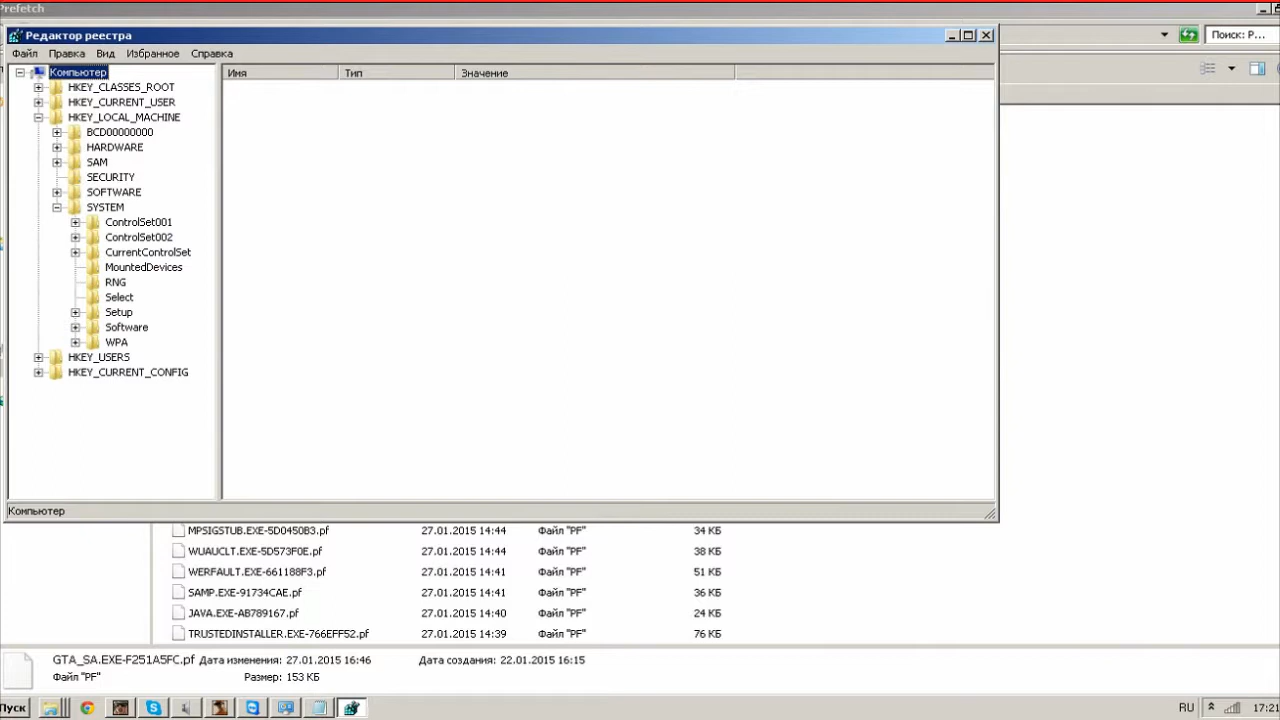 Prefetch
Поиск: P...
Редактор реестра
Файл Правка Вид Избранное Справка
Компьютер
HKEY_CLASSES_ROOT
HKEY_CURRENT_USER
HKEY_LOCAL_MACHINE
BCD00000000
HARDWARE
SAM
SECURITY
SOFTWARE
SYSTEM
ControlSet001
ControlSet002
CurrentControlSet
MountedDevices
RNG
Select
Setup
Software
WPA
HKEY_USERS
HKEY_CURRENT_CONFIG
Имя Тип Значение
Компьютер
MPSIGSTUB.EXE-5D0450B3.pf 27.01.2015 14:44 Файл "PF" 34 КБ
WUAUCLT.EXE-5D573F0E.pf 27.01.2015 14:44 Файл "PF" 38 КБ
WERFAULT.EXE-661188F3.pf 27.01.2015 14:41 Файл "PF" 51 КБ
SAMP.EXE-91734CAE.pf 27.01.2015 14:41 Файл "PF" 36 КБ
JAVA.EXE-AB789167.pf 27.01.2015 14:40 Файл "PF" 24 КБ
TRUSTEDINSTALLER.EXE-766EFF52.pf 27.01.2015 14:39 Файл "PF" 76 КБ
GTA_SA.EXE-F251A5FC.pf Дата изменения: 27.01.2015 16:46 Дата создания: 22.01.2015 16:15
Файл "PF" Размер: 153 КБ
Пуск RU 17:21